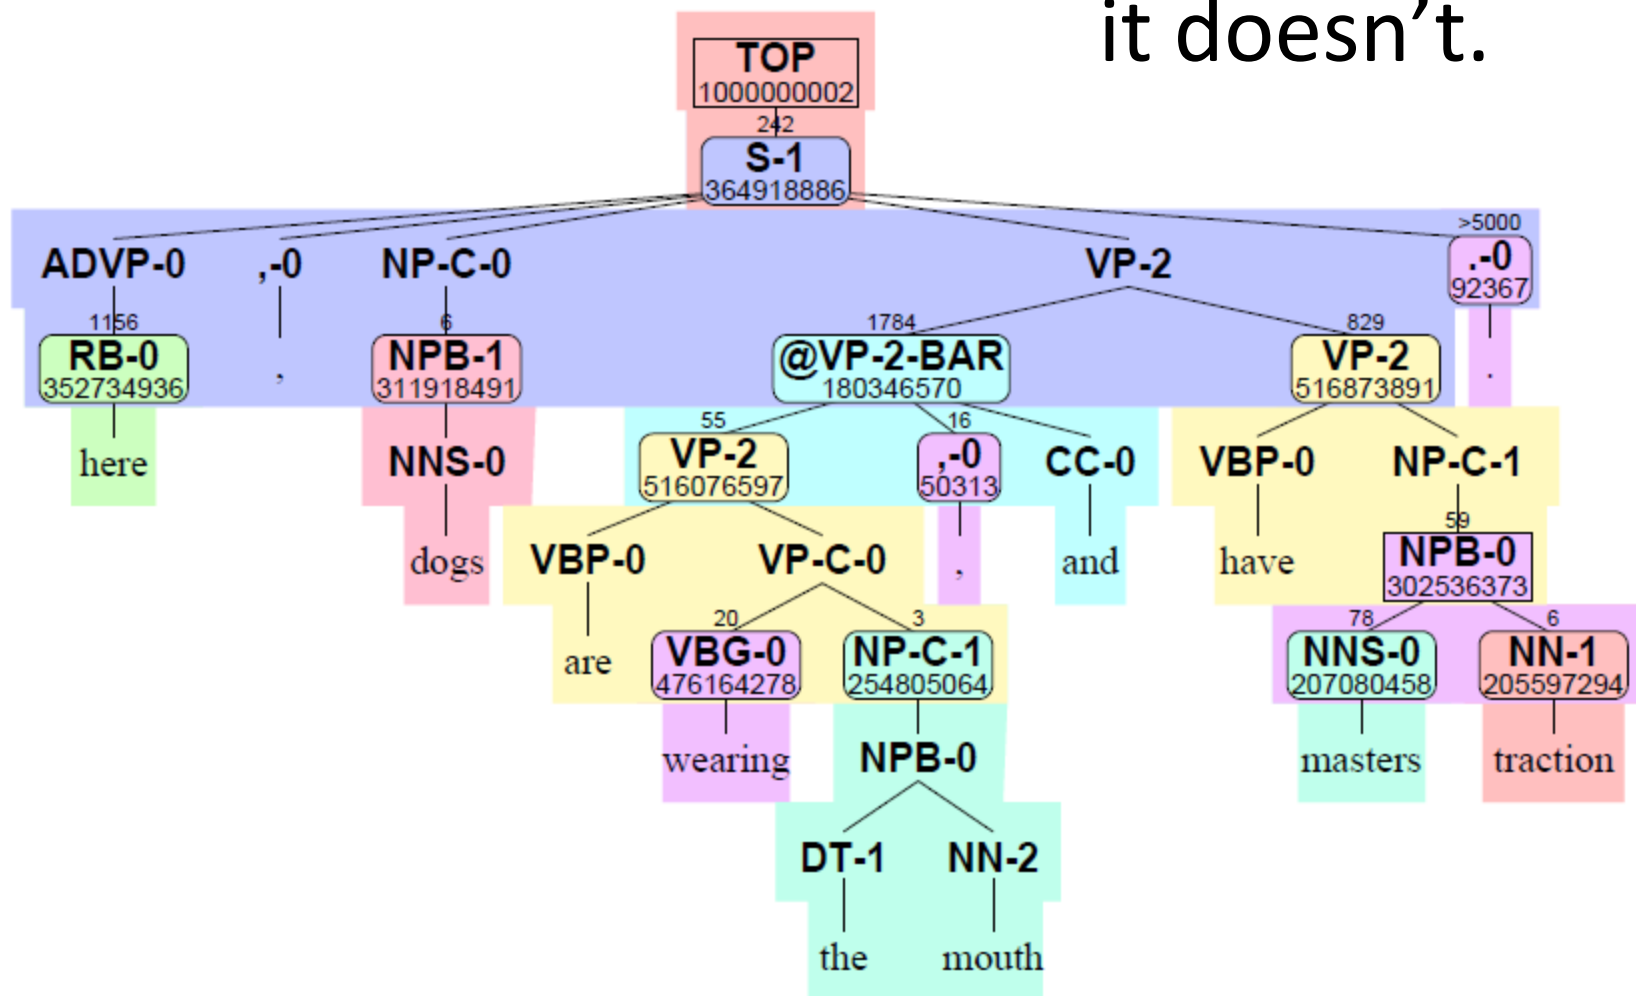 it doesn’t.
TOP
1000000002
242
S-1
364918886
>5000
ADVP-0 ,-0 NP-C-0 VP-2 .-0
92367
1156 6 1784 829
RB-0 , NPB-1 @VP-2-BAR VP-2 .
352734936 311918491 180346570 516873891
55 16
here NNS-0 VP-2 ,-0 CC-0 VBP-0 NP-C-1
516076597 50313
59
dogs VBP-0 VP-C-0 , and have NPB-0
302536373
20 3 78 6
are VBG-0 NP-C-1 NNS-0 NN-1
476164278 254805064 207080458 205597294
wearing NPB-0 masters traction
DT-1 NN-2
the mouth